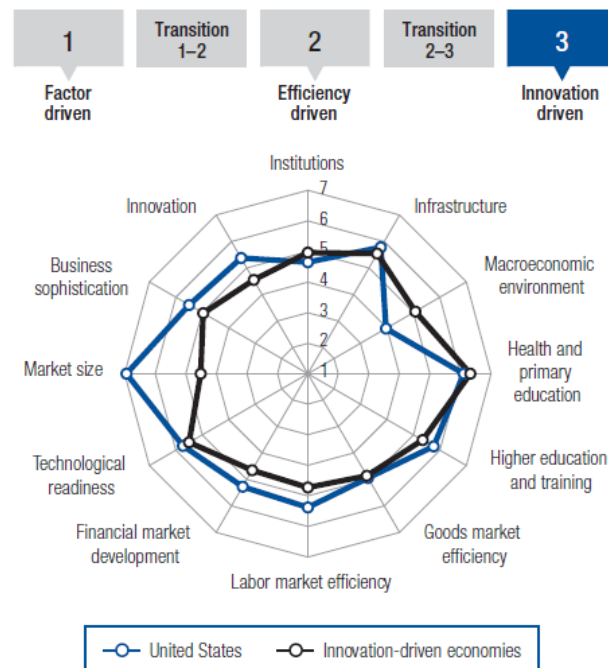 1
Transition
1–2
2
Transition
2–3
3
Factor
driven
Efficiency
driven
Innovation
driven
Institutions
7
Innovation
Infrastructure
6
5
Business
sophistication
Macroeconomic
environment
4
3
2
Market size
1
Health and
primary
education
Technological
readiness
Higher education
and training
Financial market
development
Goods market
efficiency
Labor market efficiency
United States
Innovation-driven economies